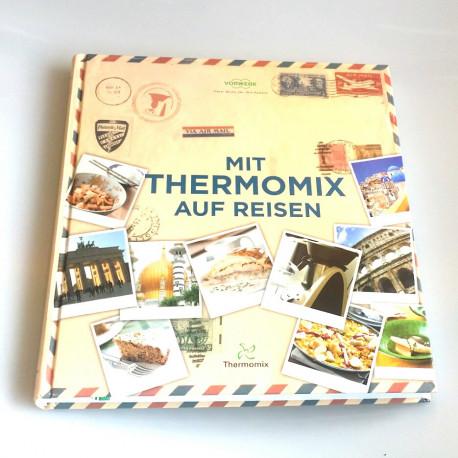 VORWERK
VIA AIR MAIL
MIT
THERMOMIX
AUF REISEN
Thermomix